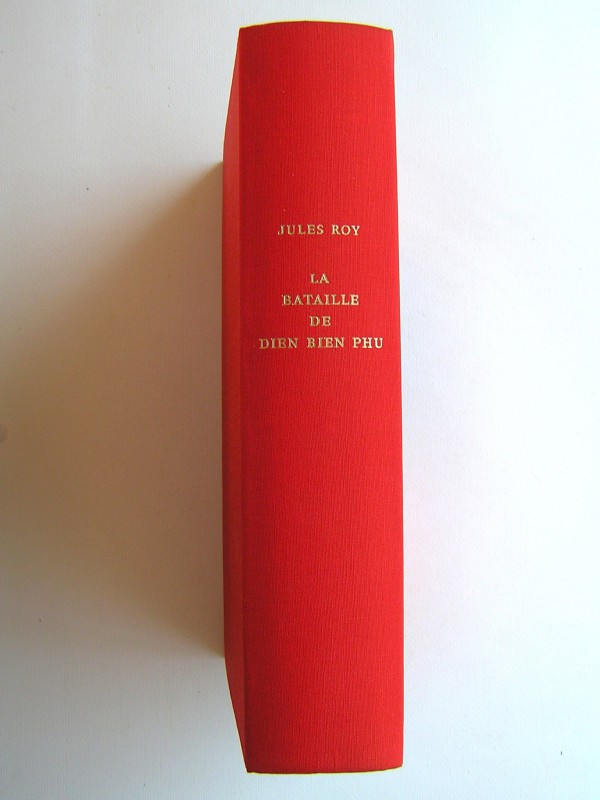 JULES ROY
LA
BATAILLE
DE
DIEN BIEN PHU